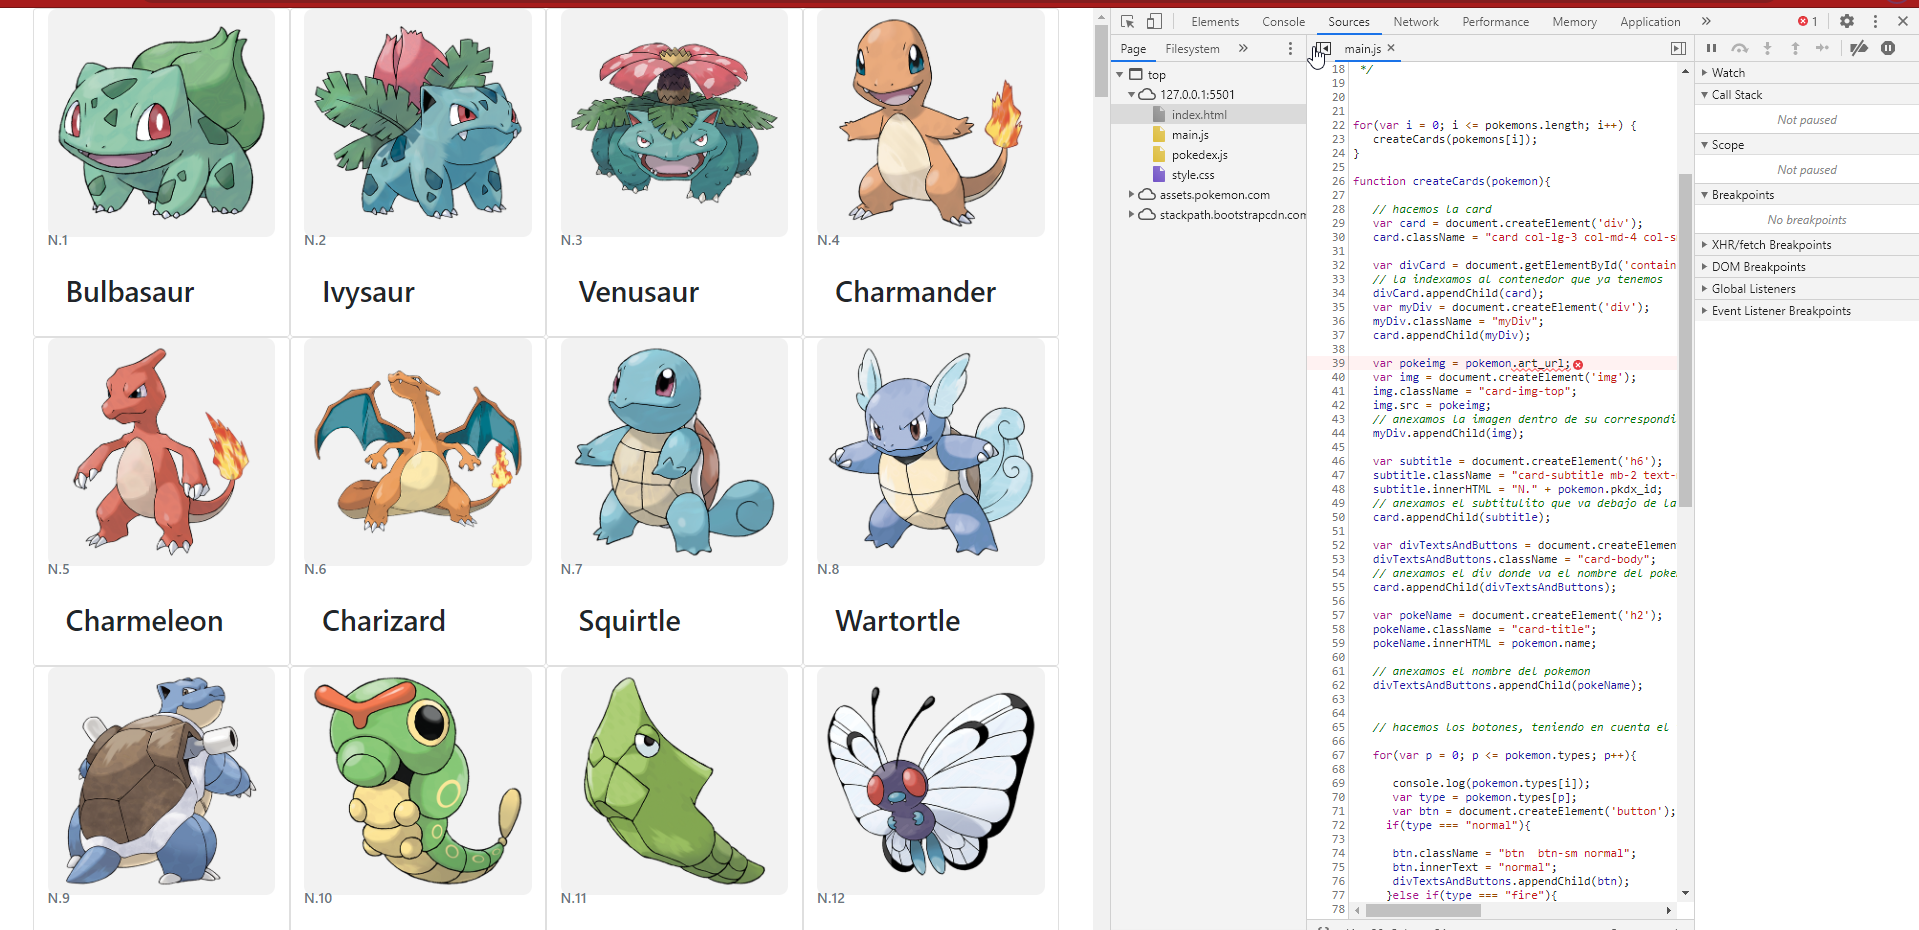 N.1
N.2
N.3
N.4
Bulbasaur
Ivysaur
Venusaur
Charmander
N.5
N.6
N.7
N.8
Charmeleon
Charizard
Squirtle
Wartortle
N.9
N.10
N.11
N.12
Elements Console Sources Network Performance Memory Application » 1
Page Filesystem »
main.js ×
top
127.0.0.1:5501
index.html
main.js
pokedex.js
style.css
assets.pokemon.com
stackpath.bootstrapcdn.com
18 */
19
20
21
22 for(var i = 0; i <= pokemons.length; i++) {
23 createCards(pokemons[i]);
24 }
25
26 function createCards(pokemon){
27
28 // hacemos la card
29 var card = document.createElement('div');
30 card.className = "card col-lg-3 col-md-4 col-s
31
32 var divCard = document.getElementById('contain
33 // la indexamos al contenedor que ya tenemos
34 divCard.appendChild(card);
35 var myDiv = document.createElement('div');
36 myDiv.className = "myDiv";
37 card.appendChild(myDiv);
38
39 var pokeimg = pokemon.art_url;
40 var img = document.createElement('img');
41 img.className = "card-img-top";
42 img.src = pokeimg;
43 // anexamos la imagen dentro de su correspondi
44 myDiv.appendChild(img);
45
46 var subtitle = document.createElement('h6');
47 subtitle.className = "card-subtitle mb-2 text-
48 subtitle.innerHTML = "N." + pokemon.pkdx_id;
49 // anexamos el subtitulito que va debajo de la
50 card.appendChild(subtitle);
51
52 var divTextsAndButtons = document.createElemen
53 divTextsAndButtons.className = "card-body";
54 // anexamos el div donde va el nombre del poke
55 card.appendChild(divTextsAndButtons);
56
57 var pokeName = document.createElement('h2');
58 pokeName.className = "card-title";
59 pokeName.innerHTML = pokemon.name;
60
61 // anexamos el nombre del pokemon
62 divTextsAndButtons.appendChild(pokeName);
63
64
65 // hacemos los botones, teniendo en cuenta el
66
67 for(var p = 0; p <= pokemon.types; p++){
68
69 console.log(pokemon.types[i]);
70 var type = pokemon.types[p];
71 var btn = document.createElement('button');
72 if(type === "normal"){
73
74 btn.className = "btn  btn-sm normal";
75 btn.innerText = "normal";
76 divTextsAndButtons.appendChild(btn);
77 }else if(type === "fire"){
78
Watch
Call Stack
Not paused
Scope
Not paused
Breakpoints
No breakpoints
XHR/fetch Breakpoints
DOM Breakpoints
Global Listeners
Event Listener Breakpoints